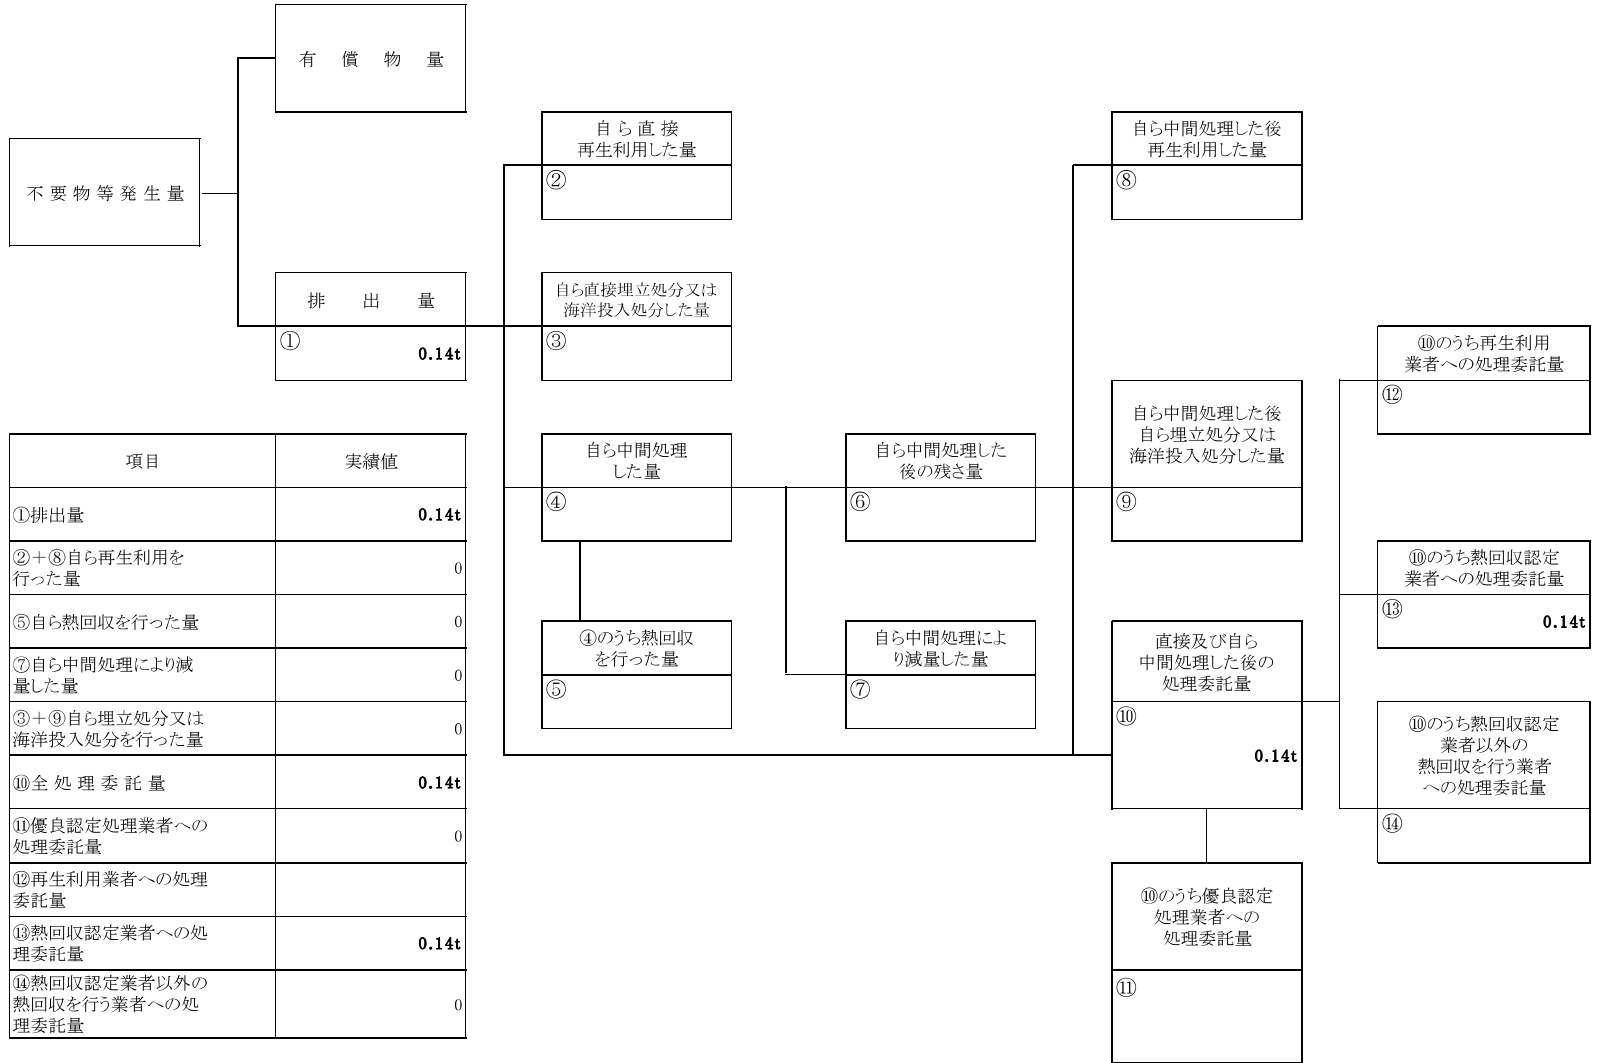 有償物量
自ら直接
再生利用した量
②
自ら中間処理した後
再生利用した量
⑧
不要物等発生量
排出量
①
0.14t
自ら直接埋立処分又は
海洋投入処分した量
③
⑩のうち再生利用
業者への処理委託量
⑫
自ら中間処理した後
自ら埋立処分又は
海洋投入処分した量
⑨
自ら中間処理
した量
④
自ら中間処理した
後の残さ量
⑥
⑩のうち熱回収認定
業者への処理委託量
⑬
0.14t
④のうち熱回収
を行った量
⑤
自ら中間処理によ
り減量した量
⑦
直接及び自ら
中間処理した後の
処理委託量
⑩
0.14t
⑩のうち熱回収認定
業者以外の
熱回収を行う業者
への処理委託量
⑭
⑩のうち優良認定
処理業者への
処理委託量
⑪
項目 実績値
①排出量 0.14t
②＋⑧自ら再生利用を
行った量 0
⑤自ら熱回収を行った量 0
⑦自ら中間処理により減
量した量 0
③＋⑨自ら埋立処分又は
海洋投入処分を行った量 0
⑩全処理委託量 0.14t
⑪優良認定処理業者への
処理委託量 0
⑫再生利用業者への処理
委託量
⑬熱回収認定業者への処
理委託量 0.14t
⑭熱回収認定業者以外の
熱回収を行う業者への処
理委託量 0